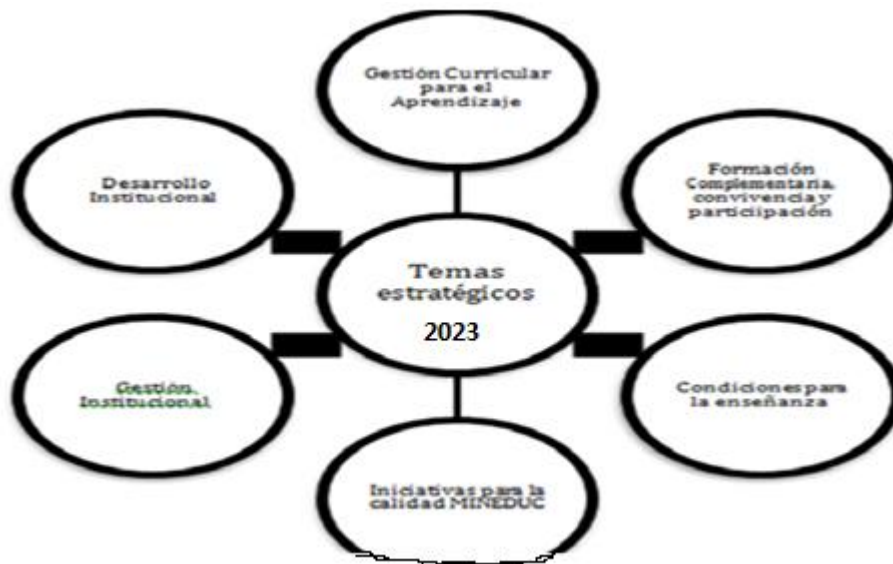 Gestión Curricular
para el
Aprendizaje
Desarrollo
Institucional
Formación
Complementaria,
convivencia y
particiipación
Temas
estratégicos
2023
Gestión
Institucional
Condiciones para
la enseñanza
Iniciativas para la
calidad MINEDUC